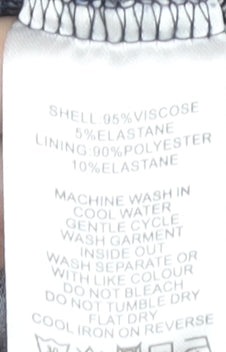 SHELL:95%VISCOSE
5%ELASTANE
LINING:90%POLYESTER
10%ELASTANE
MACHINE WASH IN
COOL WATER
GENTLE CYCLE
WASH GARMENT
INSIDE OUT
WASH SEPARATE OR
WITH LIKE COLOUR
DO NOT BLEACH
DO NOT TUMBLE DRY
FLAT DRY
COOL IRON ON REVERSE